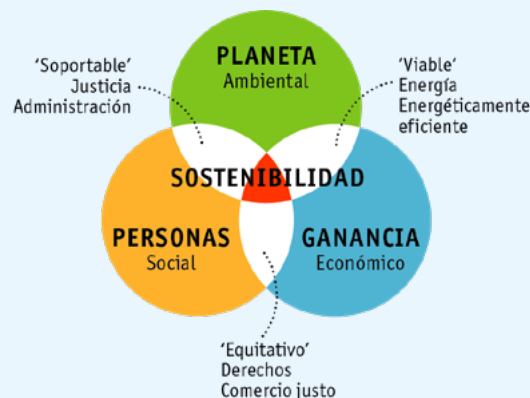 PLANETA
Ambiental
'Soportable'
Justicia
Administración
'Viable'
Energía
Energéticamente
eficiente
SOSTENIBILIDAD
PERSONAS
Social
GANANCIA
Económico
'Equitativo'
Derechos
Comercio justo